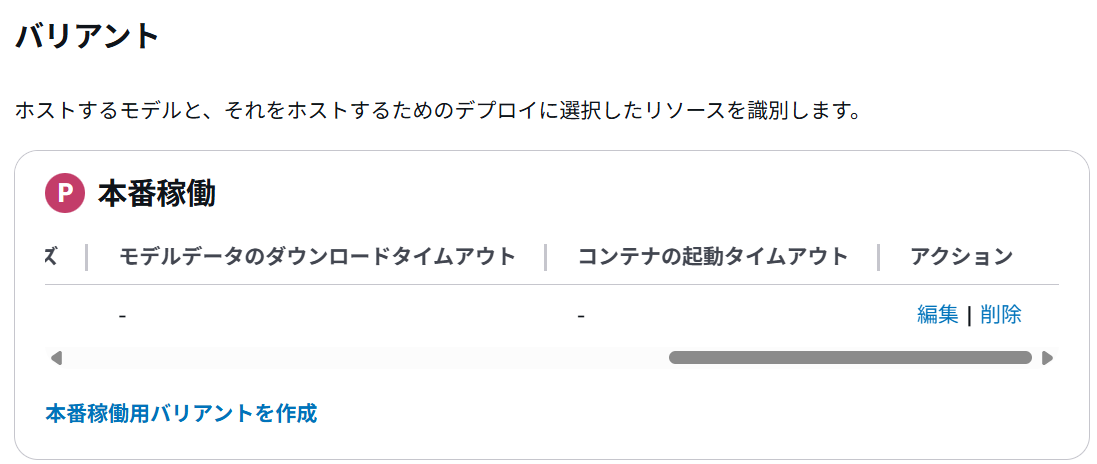 バリアント
ホストするモデルと、それをホストするためのデプロイに選択したリソースを識別します。
P 本番稼働
ズ | モデルデータのダウンロードタイムアウト | コンテナの起動タイムアウト | アクション
- - 編集 | 削除
本番稼働用バリアントを作成